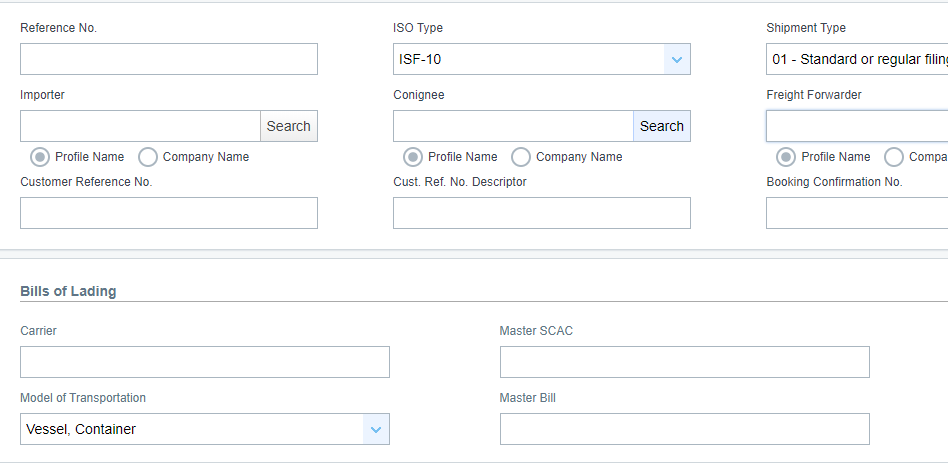 Reference No. ISO Type Shipment Type
ISF-10 01 - Standard or regular filing
Importer Conignee Freight Forwarder
Search Search
Profile Name Company Name Profile Name Company Name Profile Name Compa
Customer Reference No. Cust. Ref. No. Descriptor Booking Confirmation No.
Bills of Lading
Carrier Master SCAC
Model of Transportation Master Bill
Vessel, Container